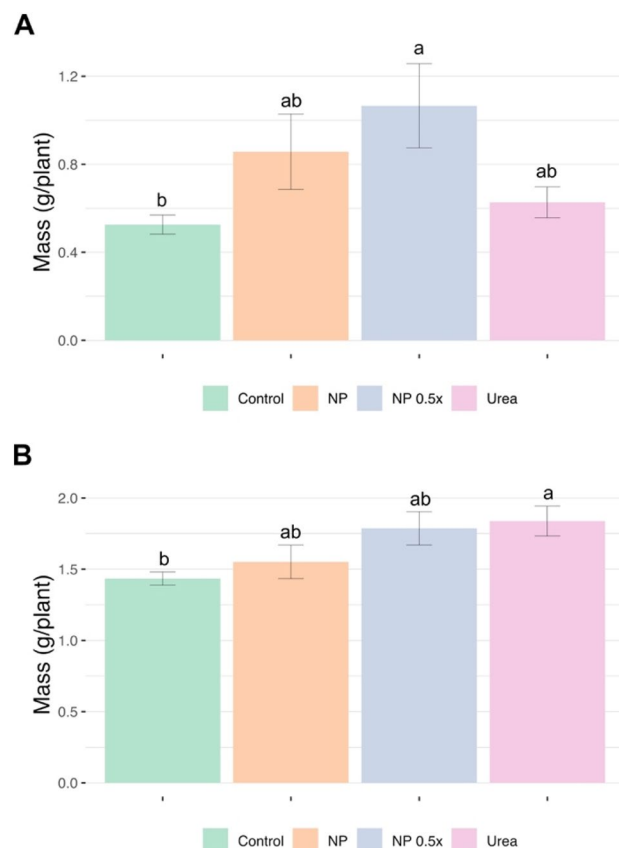 A
Mass (g/plant)
1.2
0.8
0.4
0.0
b
ab
a
ab
Control NP NP 0.5x Urea
B
Mass (g/plant)
2.0
1.5
1.0
0.5
0.0
b
ab
ab
a
Control NP NP 0.5x Urea